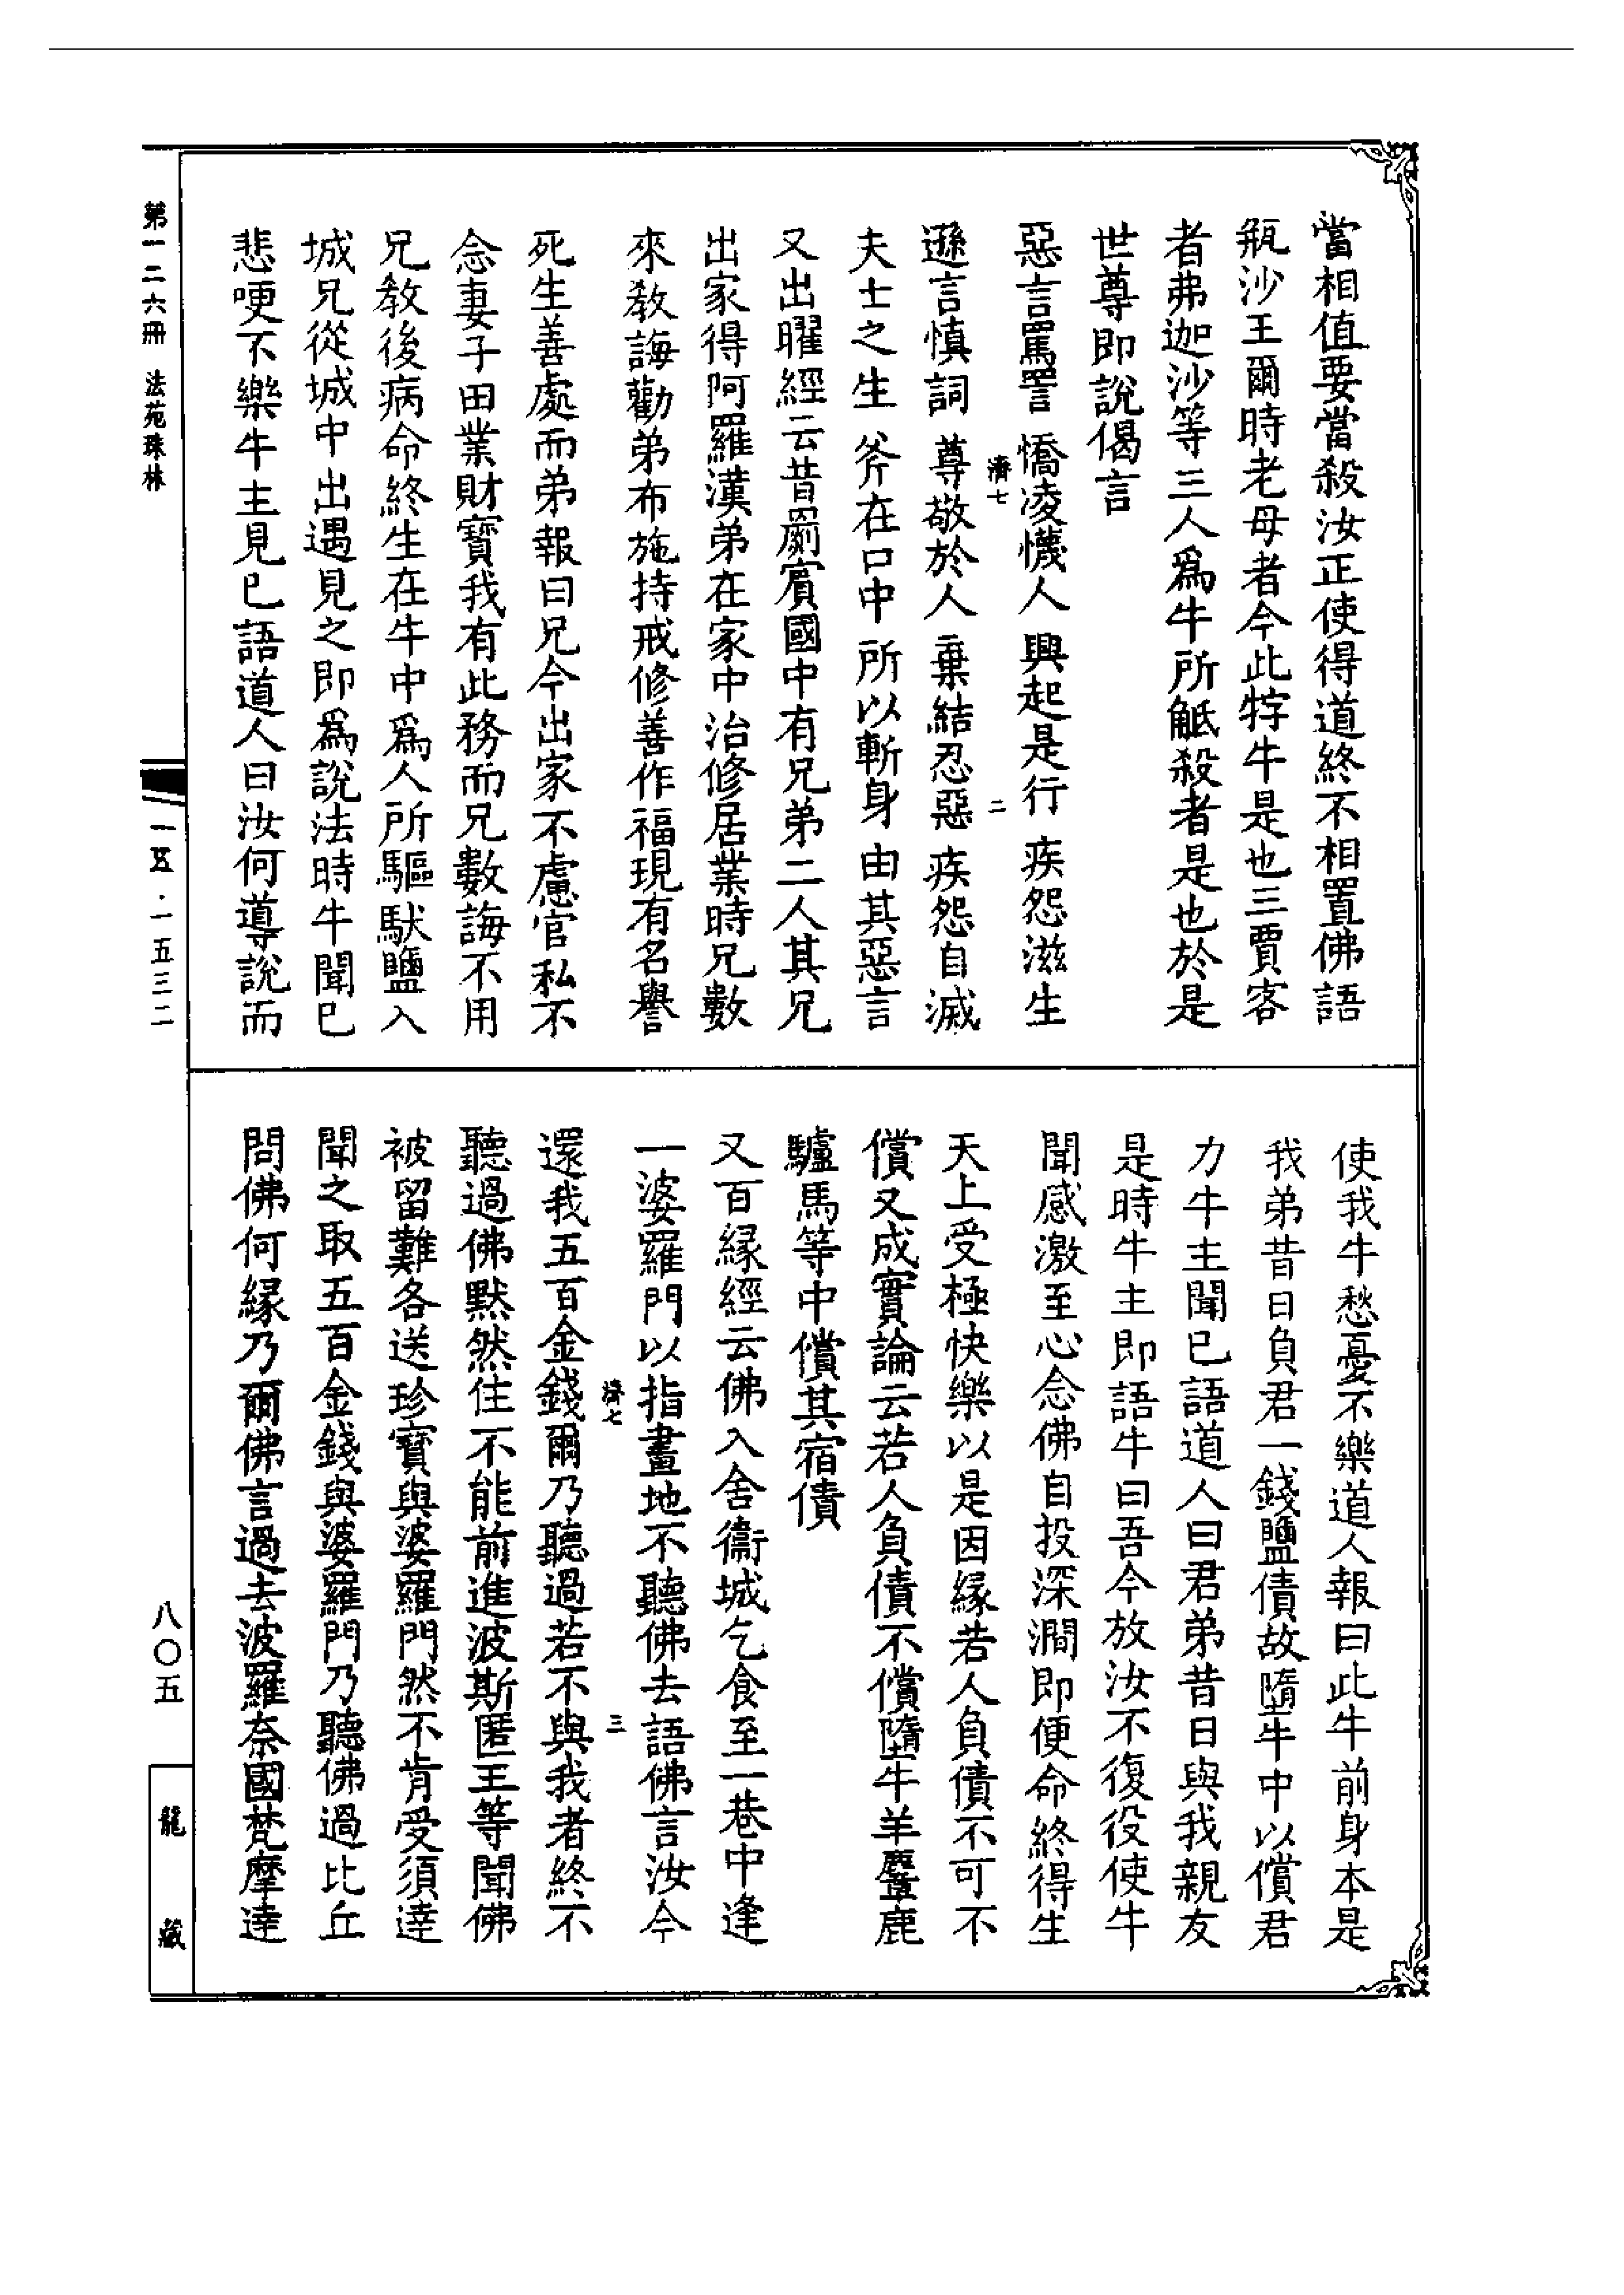 當相值要當殺汝正使得道終不相置佛語
甁沙王爾時老母者今此牸牛是也三賈客
者弗迦沙等三人爲牛所觝殺者是也於是
世尊即說偈言
惡言罵詈　憍凌懱人　興起是行　疾怨滋生
遜言慎詞　尊敬於人　棄結忍惡　疾怨自滅
夫士之生　斧在口中　所以斬身　由其惡言
又出曜經云昔罽賓國中有兄弟二人其兄
出家得阿羅漢弟在家中治修居業時兄數
來教誨勸弟布施持戒修善作福現有名譽
死生善處而弟報曰兄今出家不慮官私不
念妻子田業財寶我有此務而兄數誨不用
兄教後病命終生在牛中爲人所驅馱鹽入
城兄從城中出遇見之即爲說法時牛聞已
悲哽不樂牛主見已語道人曰汝何導說而
使我牛愁憂不樂道人報曰此牛前身本是
我弟昔日負君一錢鹽債故墮牛中以償君
力牛主聞已語道人曰君弟昔日與我親友
是時牛主即語牛曰吾今放汝不復役使牛
聞感激至心念佛自投深澗即便命終得生
天上受極快樂以是因緣若人負債不可不
償又成實論云若人負債不償墮牛羊麞鹿
驢馬等中償其宿債
又百緣經云佛入舍衞城乞食至一巷中逢
一婆羅門以指畫地不聽佛去語佛言汝今
還我五百金錢爾乃聽過若不與我者終不
聽過佛默然住不能前進波斯匿王等聞佛
被留難各送珍寶與婆羅門然不肯受須達
聞之取五百金錢與婆羅門乃聽佛過比丘
問佛何緣乃爾佛言過去波羅奈國梵摩達
濟七
二
濟七
三
第一二六冊　法苑珠林
一五三二
八〇五
龍藏